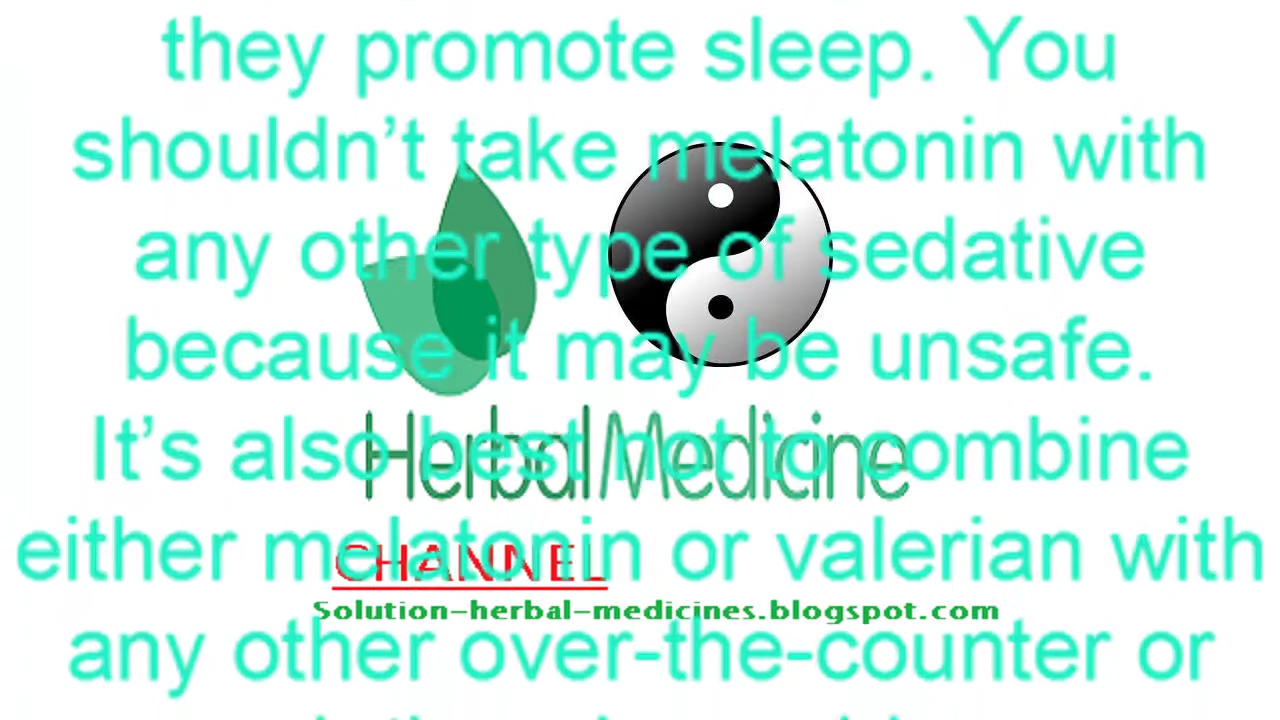 they promote sleep. You
shouldn’t take melatonin with
any other type of sedative
because it may be unsafe.
It’s also best not to combine
either melatonin or valerian with
any other over-the-counter or
Herbal Medicine
CHANNEL
Solution-herbal-medicines.blogspot.com